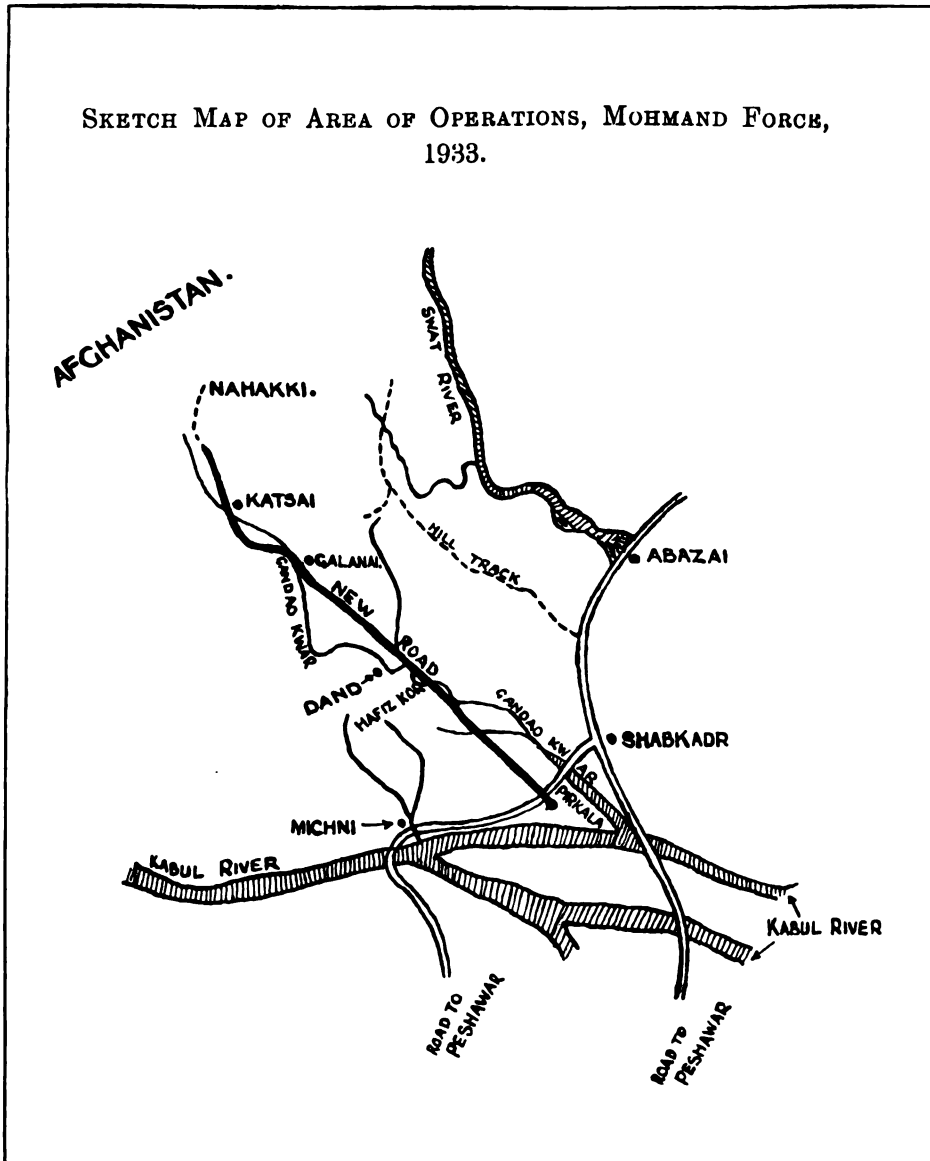 SKETCH MAP OF AREA OF OPERATIONS, MOHMAND FORCE,
1933.
AFGHANISTAN.
SWAT RIVER
NAHAKKI.
KATSAI
GALANAI.
GANDAO KWAR
NEW ROAD
HILL TRACK
ABAZAI
DAND
HAFIZ KOR
GANDAO KWAR
SHABKADR
PIRKALA
MICHNI
KABUL RIVER
KABUL RIVER
ROAD TO
PESHAWAR
ROAD TO
PESHAWAR